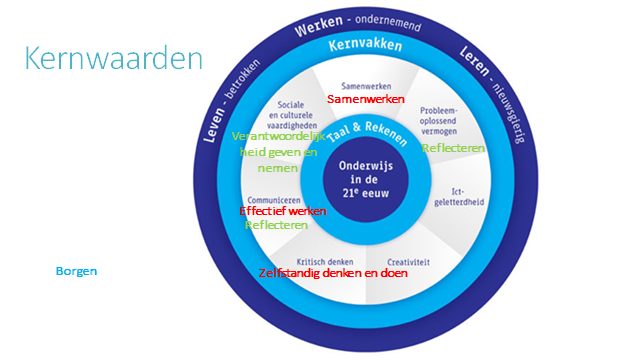 Kernwaarden
Werken - ondernemend
Kernvakken
Leven - betrokken
Leren - nieuwsgierig
Samenwerken
Samenwerken
Sociale
en culturele
vaardigheden
Verantwoordelijk
heid geven en
nemen
Probleem-
oplossend
vermogen
Reflecteren
Taal & Rekenen
Onderwijs
in de
21e eeuw
Ict-
geletterdheid
Communiceren
Effectief werken
Reflecteren
Kritisch denken
Creativiteit
Zelfstandig denken en doen
Borgen